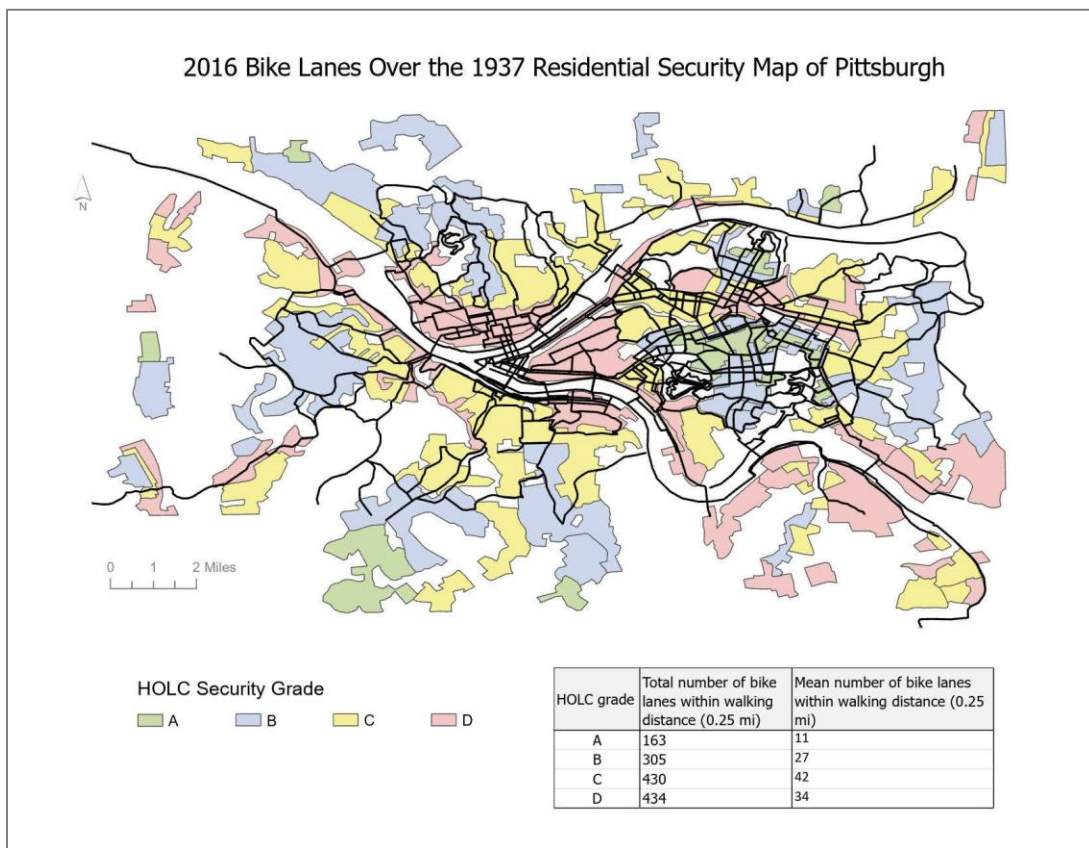 2016 Bike Lanes Over the 1937 Residential Security Map of Pittsburgh
N
0 1 2 Miles
HOLC Security Grade
A B C D
HOLC grade
Total number of bike
lanes within walking
distance (0.25 mi)
Mean number of bike lanes
within walking distance (0.25
mi)
A 163 11
B 305 27
C 430 42
D 434 34